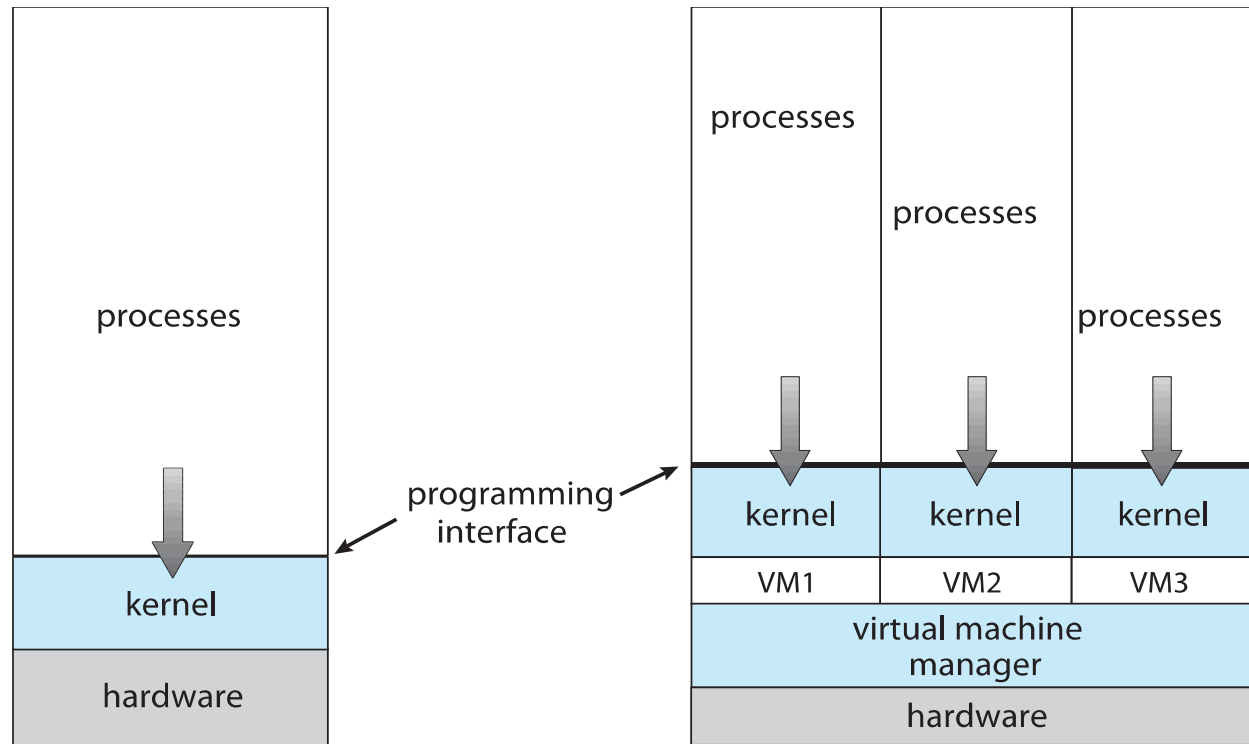 processes
programming
interface
kernel
hardware
processes
processes
processes
kernel
kernel
kernel
VM1
VM2
VM3
virtual machine
manager
hardware